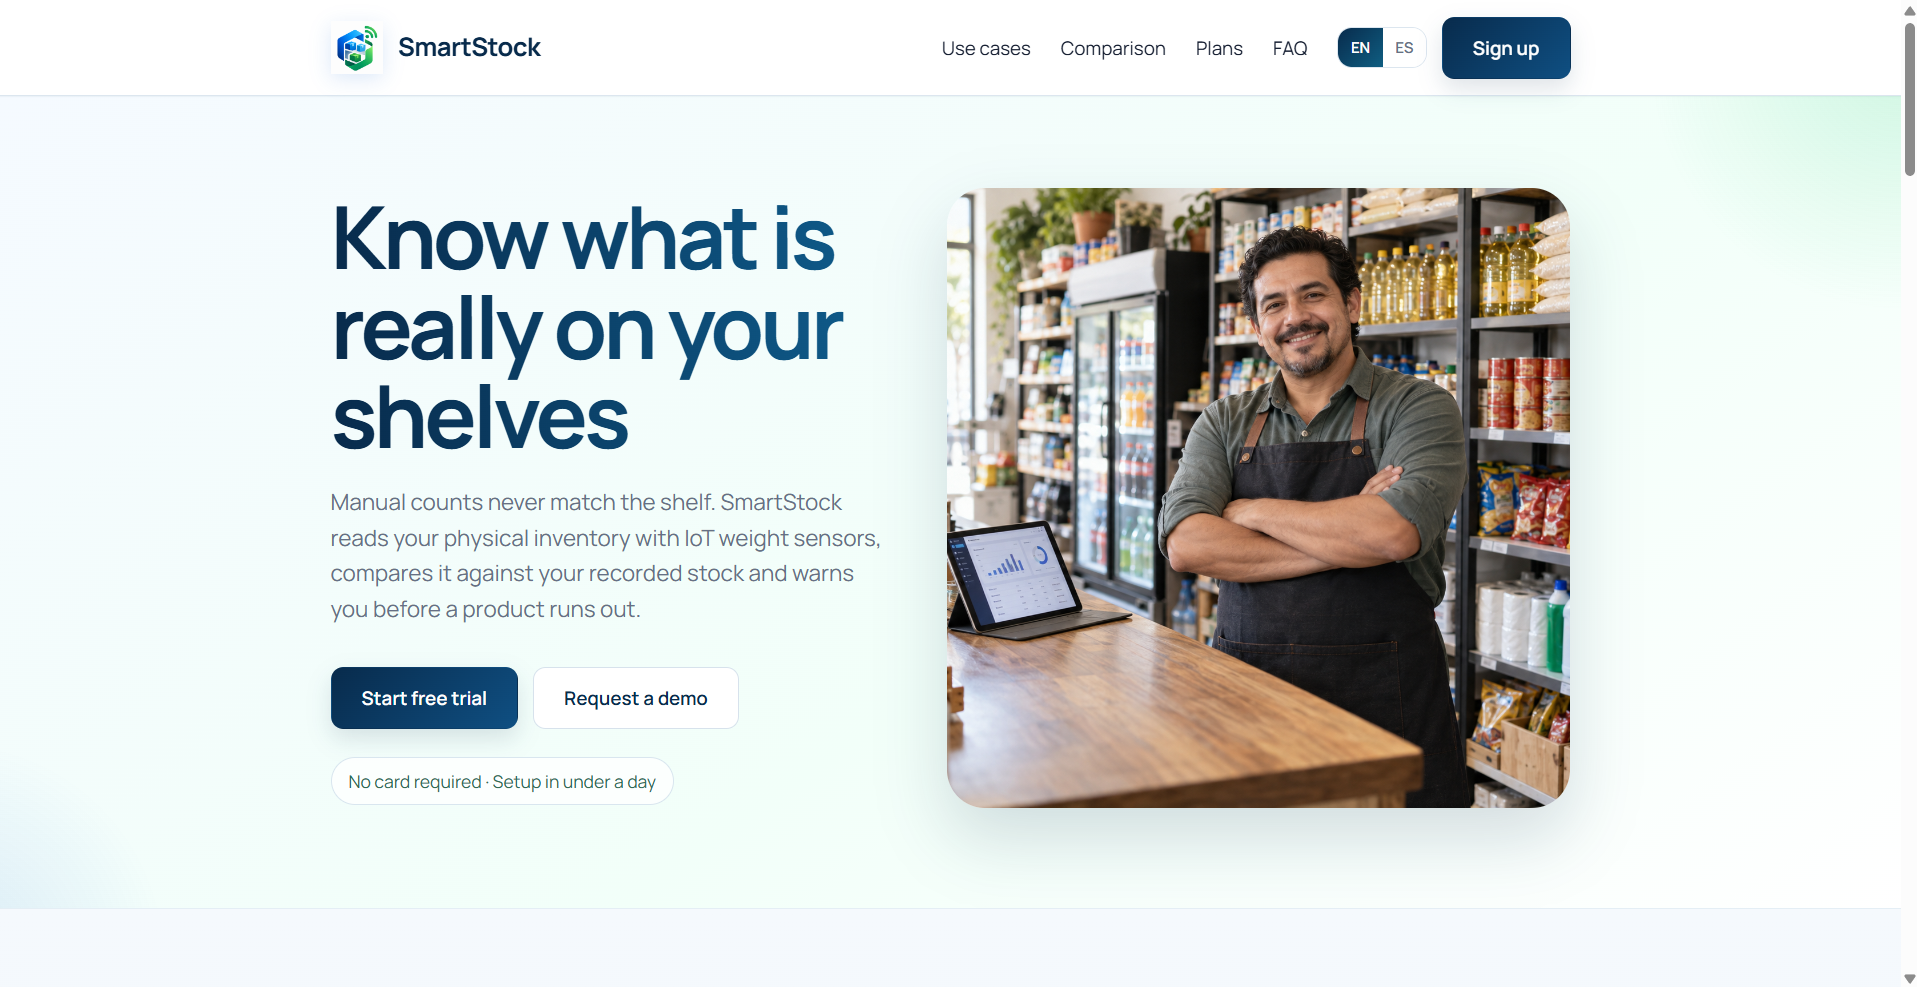 SmartStock
Use cases
Comparison
Plans
FAQ
EN
ES
Sign up
Know what is
really on your
shelves
Manual counts never match the shelf. SmartStock
reads your physical inventory with IoT weight sensors,
compares it against your recorded stock and warns
you before a product runs out.
Start free trial
Request a demo
No card required · Setup in under a day